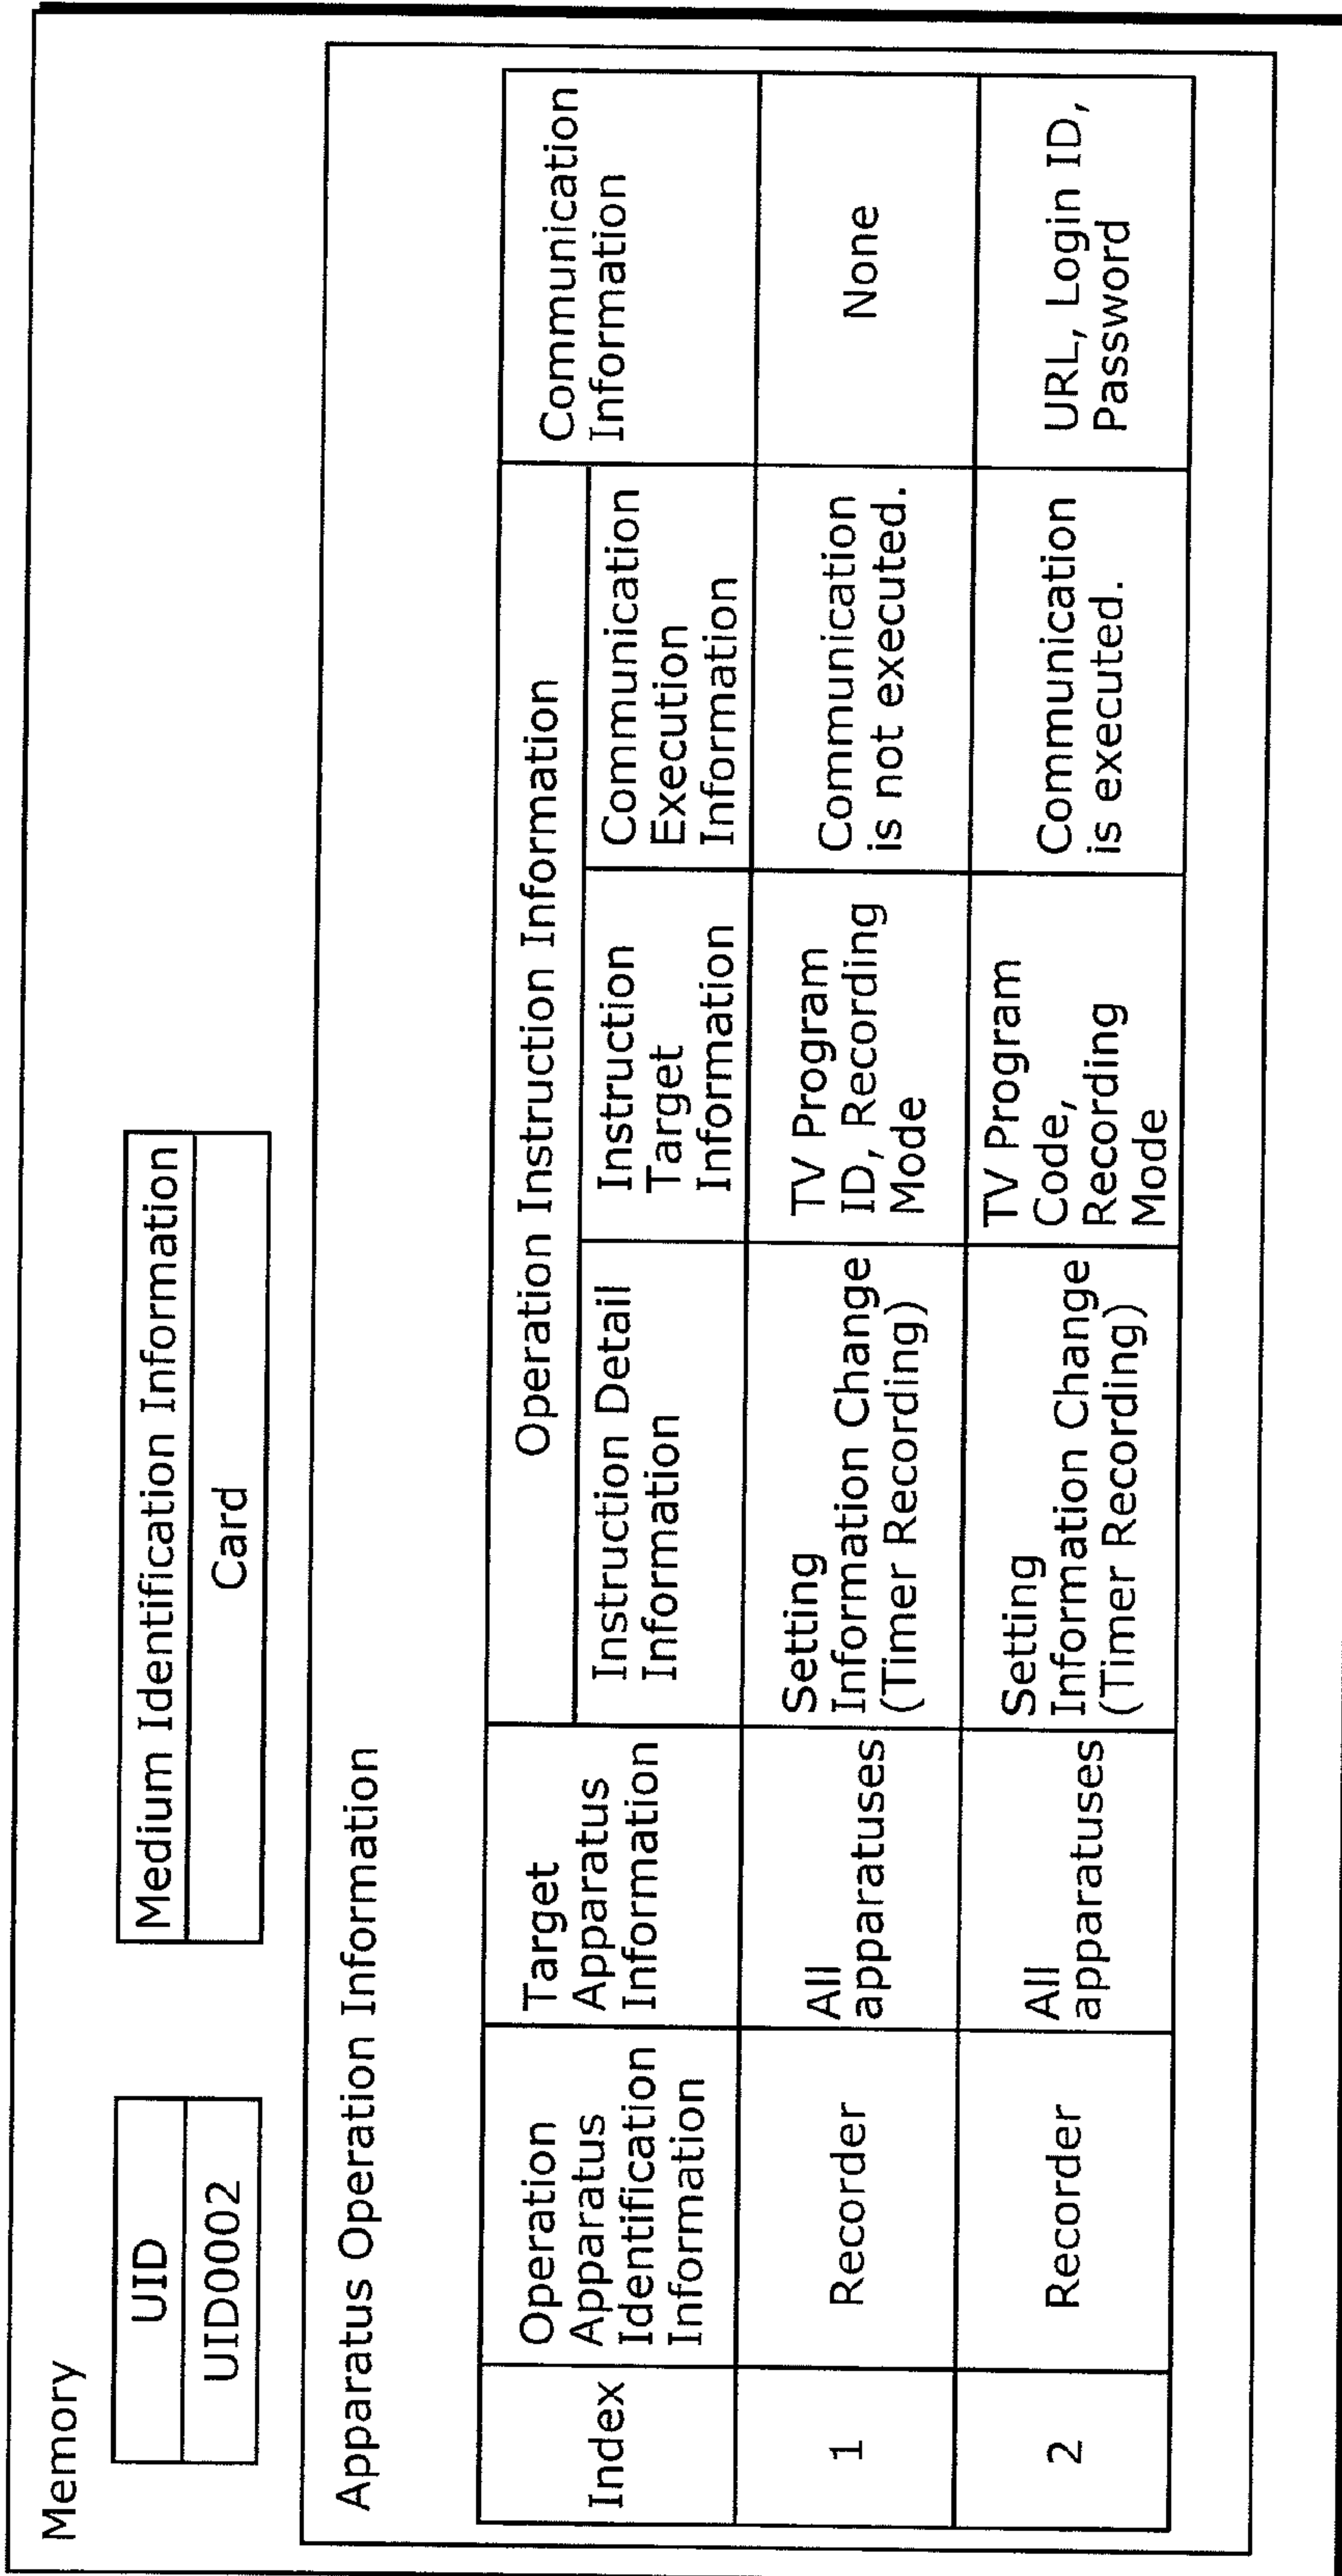 Memory
UID
UID0002
Medium Identification Information
Card
Apparatus Operation Information
Index
Operation
Apparatus
Identification
Information
Target
Apparatus
Information
Operation Instruction Information
Instruction Detail
Information
Instruction
Target
Information
Communication
Execution
Information
Communication
Information
1
Recorder
All
apparatuses
Setting
Information Change
(Timer Recording)
TV Program
ID, Recording
Mode
Communication
is not executed.
None
2
Recorder
All
apparatuses
Setting
Information Change
(Timer Recording)
TV Program
Code,
Recording
Mode
Communication
is executed.
URL, Login ID,
Password